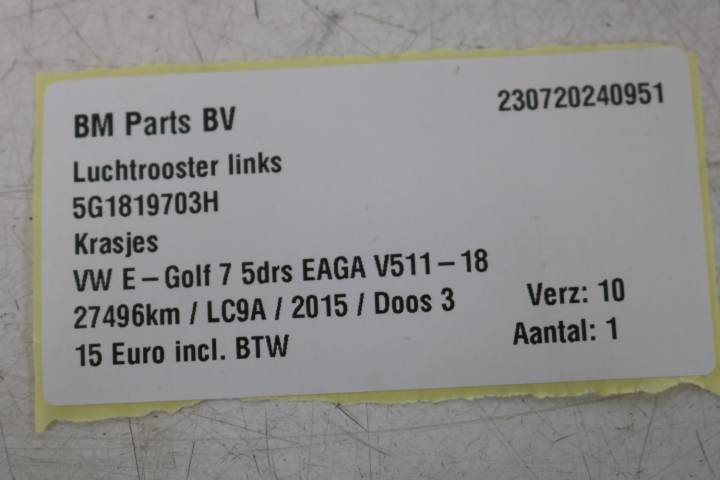 BM Parts BV 230720240951
Luchtrooster links
5G1819703H
Krasjes
VW E-Golf 7 5drs EAGA V511-18
27496km / LC9A / 2015 / Doos 3 Verz: 10
15 Euro incl. BTW Aantal: 1